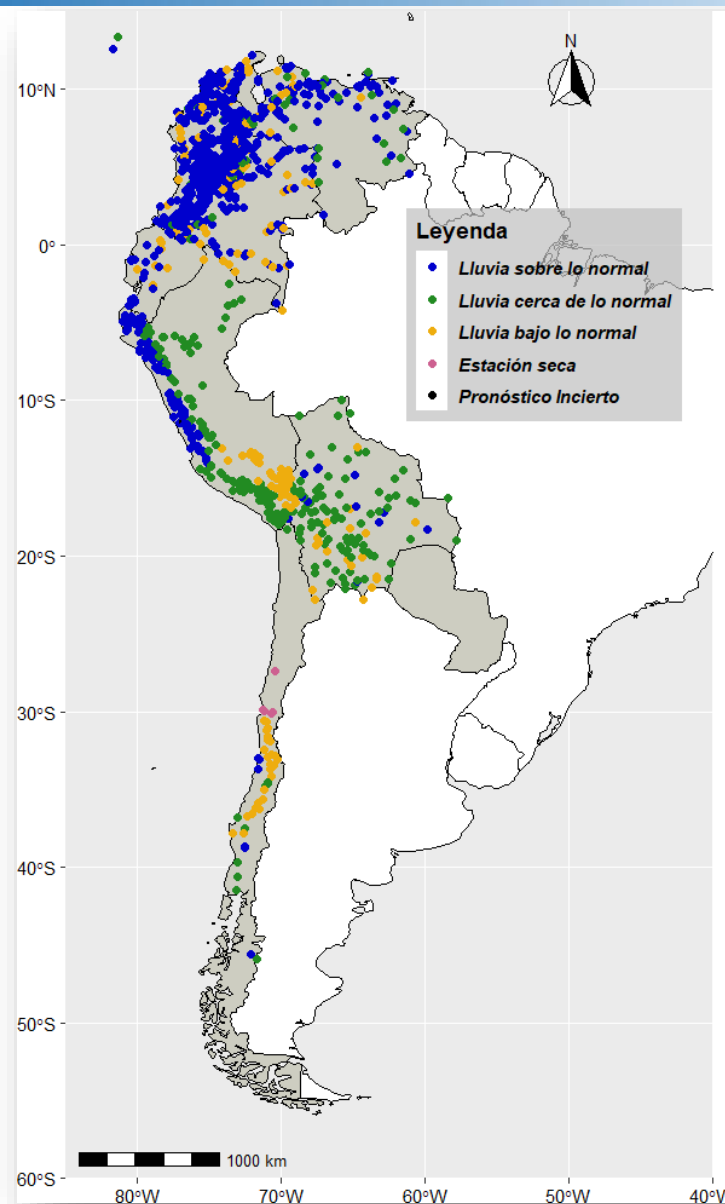 N
10°N
0°
10°S
20°S
30°S
40°S
50°S
60°S
Leyenda
Lluvia sobre lo normal
Lluvia cerca de lo normal
Lluvia bajo lo normal
Estación seca
Pronóstico Incierto
1000 km
80°W 70°W 60°W 50°W 40°W